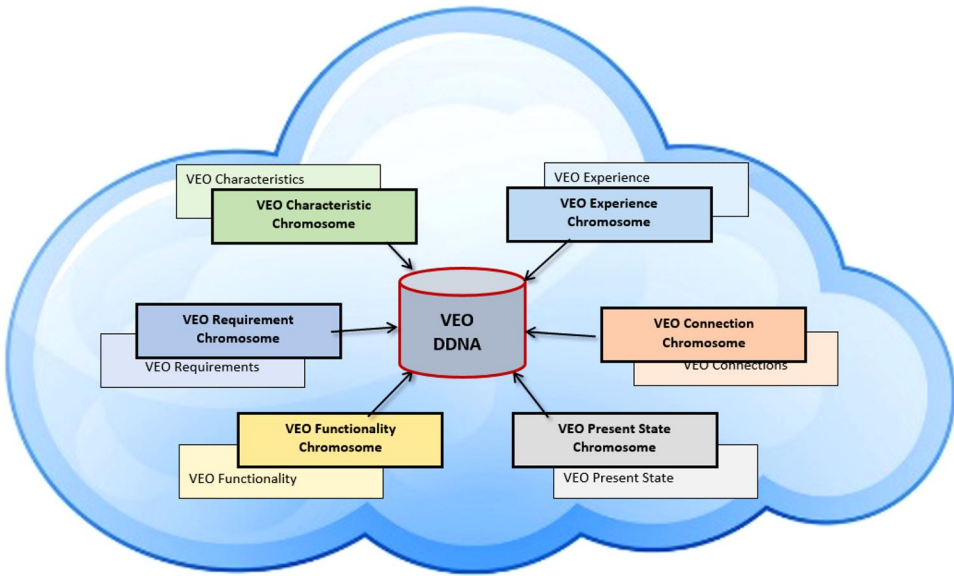 VEO Characteristics
VEO Characteristic
Chromosome
VEO Experience
VEO Experience
Chromosome
VEO Requirement
Chromosome
VEO Requirements
VEO
DDNA
VEO Connection
Chromosome
VEO Connections
VEO Functionality
Chromosome
VEO Functionality
VEO Present State
Chromosome
VEO Present State